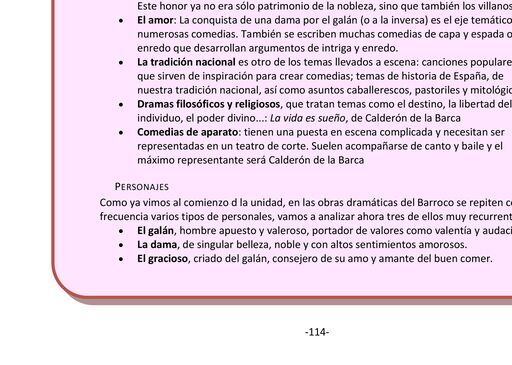 Este honor ya no era sólo patrimonio de la nobleza, sino que también los villanos
• El amor: La conquista de una dama por el galán (o a la inversa) es el eje temático
numerosas comedias. También se escriben muchas comedias de capa y espada o
enredo que desarrollan argumentos de intriga y enredo.
• La tradición nacional es otro de los temas llevados a escena: canciones populare
que sirven de inspiración para crear comedias; temas de historia de España, de
nuestra tradición nacional, así como asuntos caballerescos, pastoriles y mitológic
• Dramas filosóficos y religiosos, que tratan temas como el destino, la libertad del
individuo, el poder divino...: La vida es sueño, de Calderón de la Barca
• Comedias de aparato: tienen una puesta en escena complicada y necesitan ser
representadas en un teatro de corte. Suelen acompañarse de canto y baile y el
máximo representante será Calderón de la Barca
PERSONAJES
Como ya vimos al comienzo d la unidad, en las obras dramáticas del Barroco se repiten c
frecuencia varios tipos de personales, vamos a analizar ahora tres de ellos muy recurrent
• El galán, hombre apuesto y valeroso, portador de valores como valentía y audaci
• La dama, de singular belleza, noble y con altos sentimientos amorosos.
• El gracioso, criado del galán, consejero de su amo y amante del buen comer.
-114-